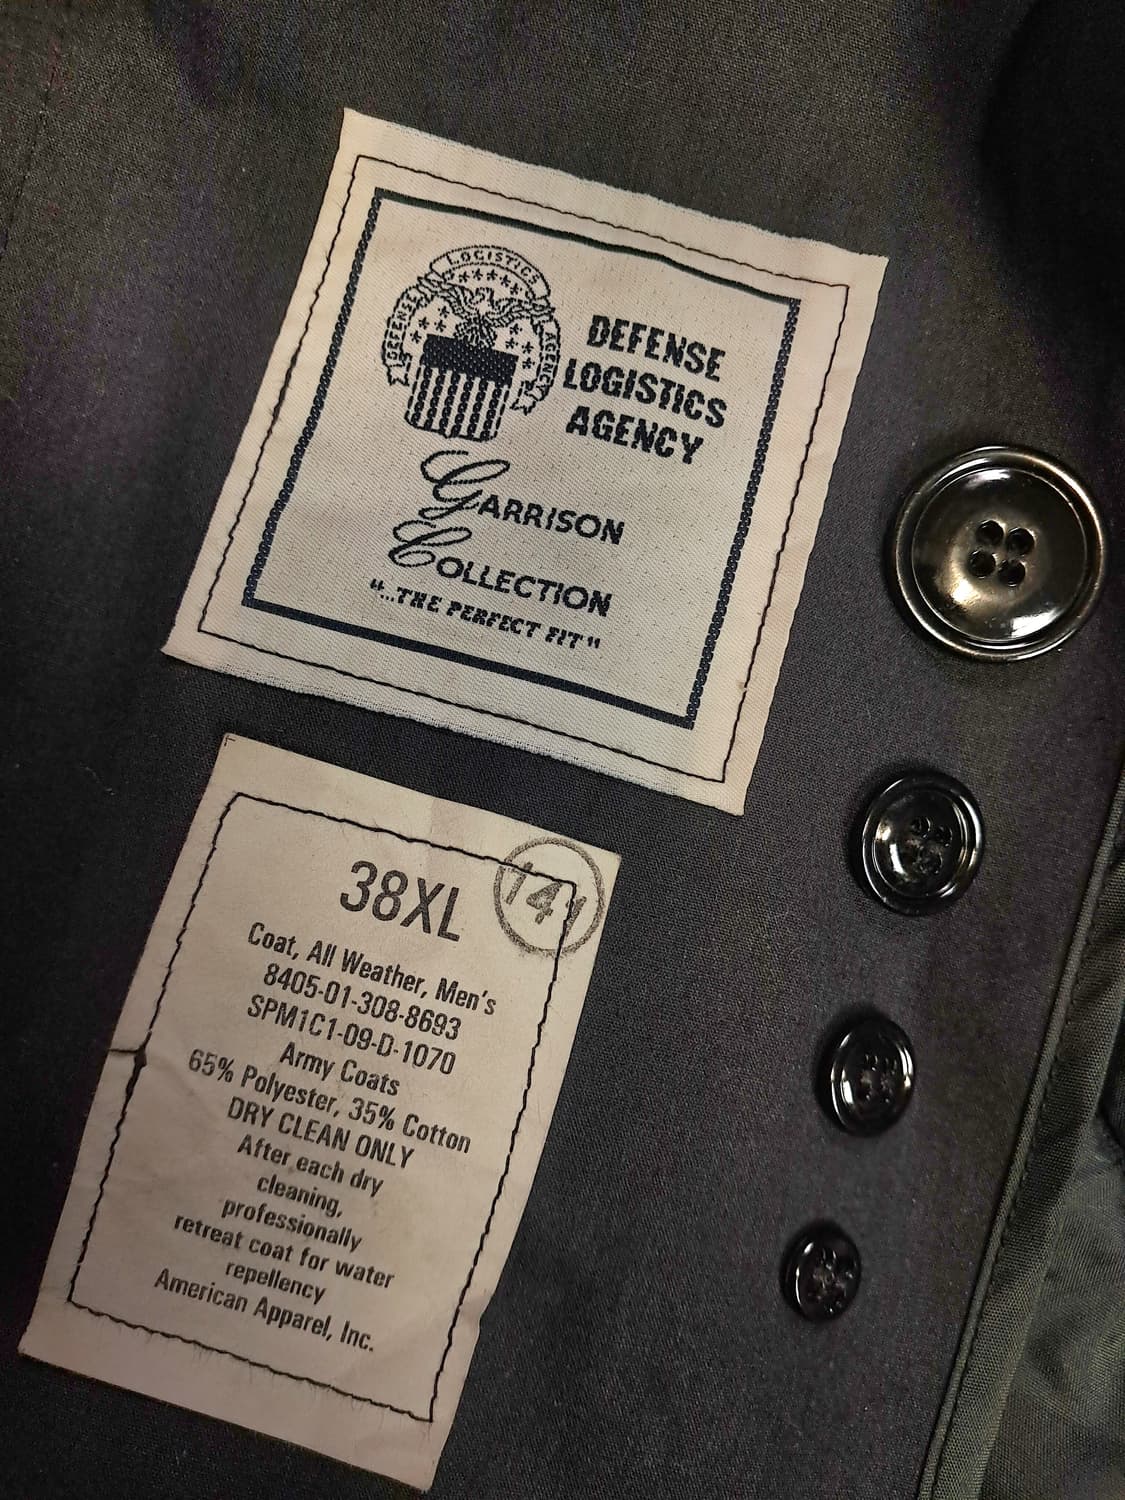 LOGISTICS
DEFENSE
AGENCY
DEFENSE
LOGISTICS
AGENCY
GARRISON
COLLECTION
"...THE PERFECT FIT"
38XL
Coat, All Weather, Men's
8405-01-308-8693
SPM1C1-09-D-1070
Army Coats
65% Polyester, 35% Cotton
DRY CLEAN ONLY
After each dry
cleaning,
professionally
retreat coat for water
repellency
American Apparel, Inc.